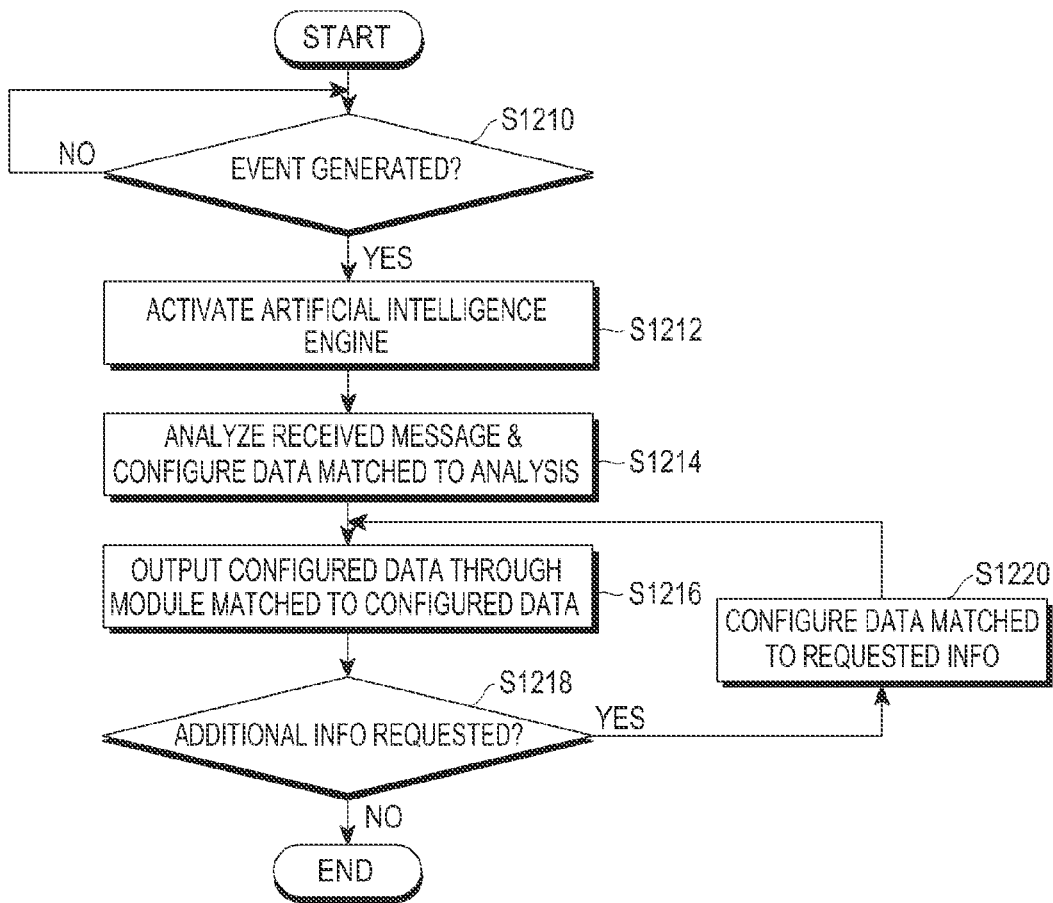 START
S1210
NO
EVENT GENERATED?
YES
ACTIVATE ARTIFICIAL INTELLIGENCE
ENGINE
S1212
ANALYZE RECEIVED MESSAGE &
CONFIGURE DATA MATCHED TO ANALYSIS
S1214
OUTPUT CONFIGURED DATA THROUGH
MODULE MATCHED TO CONFIGURED DATA
S1216
S1220
CONFIGURE DATA MATCHED
TO REQUESTED INFO
S1218
ADDITIONAL INFO REQUESTED?
YES
NO
END